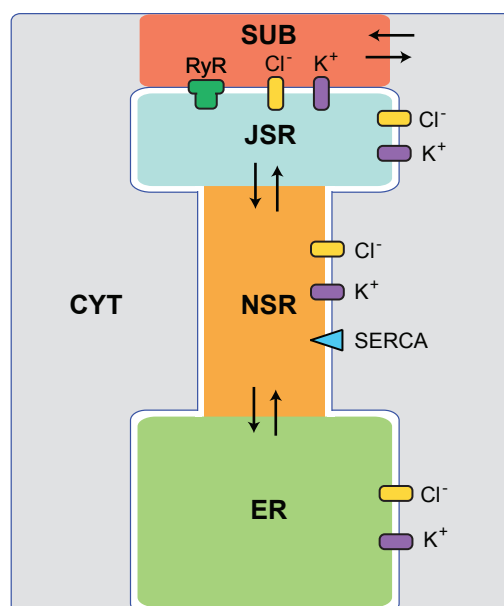 SUB
RyR Cl⁻ K⁺
Cl⁻
JSR
K⁺
Cl⁻
CYT NSR K⁺
SERCA
Cl⁻
ER
K⁺